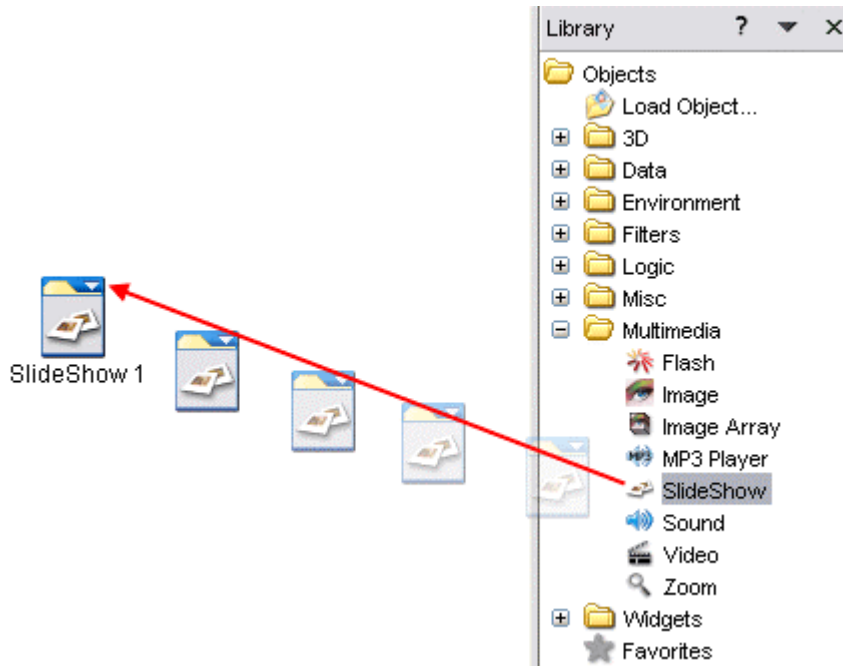 Library ?
Objects
Load Object...
3D
Data
Environment
Filters
Logic
Misc
Multimedia
Flash
Image
Image Array
MP3 MP3 Player
SlideShow
Sound
Video
Zoom
Widgets
Favorites
SlideShow 1